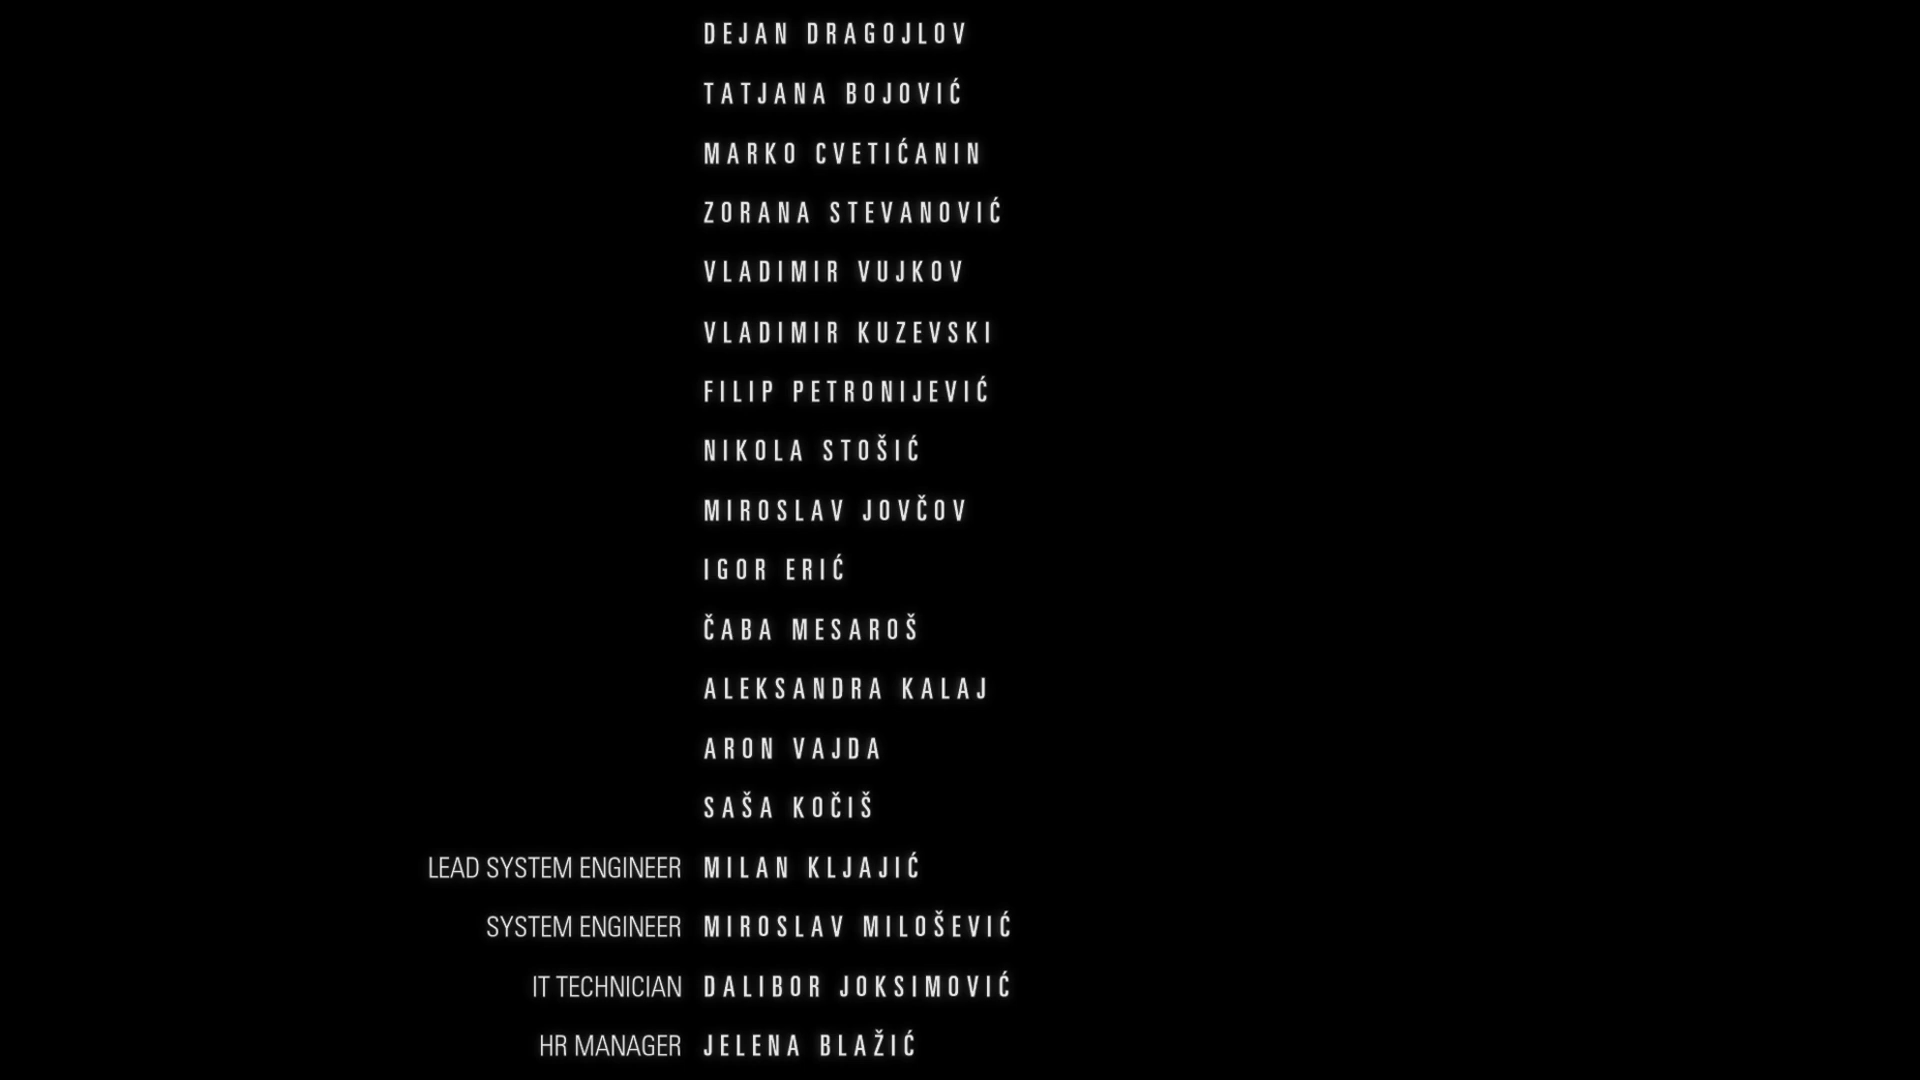 DEJAN DRAGOJLOV
TATJANA BOJOVIĆ
MARKO CVETIĆANIN
ZORANA STEVANOVIĆ
VLADIMIR VUJKOV
VLADIMIR KUZEVSKI
FILIP PETRONIJEVIĆ
NIKOLA STOŠIĆ
MIROSLAV JOVČOV
IGOR ERIĆ
ČABA MESAROŠ
ALEKSANDRA KALAJ
ARON VAJDA
SAŠA KOČIŠ
LEAD SYSTEM ENGINEER MILAN KLJAJIĆ
SYSTEM ENGINEER MIROSLAV MILOŠEVIĆ
IT TECHNICIAN DALIBOR JOKSIMOVIĆ
HR MANAGER JELENA BLAŽIĆ